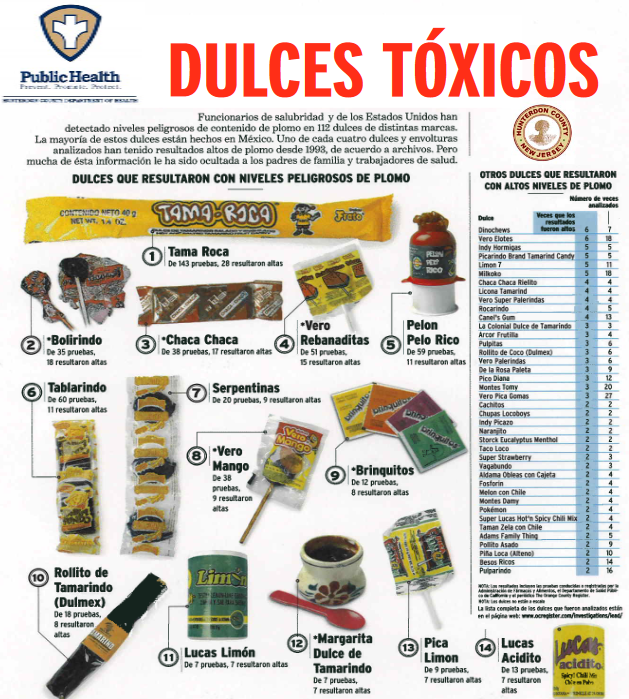 Public Health
Prevent. Promote. Protect.
HUNTERDON COUNTY DEPARTMENT OF HEALTH
DULCES TÓXICOS
HUNTERDON COUNTY
NEW JERSEY
Funcionarios de salubridad y de los Estados Unidos han
detectado niveles peligrosos de contenido de plomo en 112 dulces de distintas marcas.
La mayoría de estos dulces están hechos en México. Uno de cada cuatro dulces y envolturas
analizados han tenido resultados altos de plomo desde 1993, de acuerdo a archivos. Pero
mucha de ésta información le ha sido ocultada a los padres de familia y trabajadores de salud.
DULCES QUE RESULTARON CON NIVELES PELIGROSOS DE PLOMO
CONTENIDO NETO 40 g
NET WT. 1.4 OZ.
TAMA-ROCA
1 Tama Roca
De 143 pruebas, 28 resultaron altas
2 *Bolirindo
De 35 pruebas,
18 resultaron altas
3 *Chaca Chaca
De 38 pruebas, 17 resultaron altas
4 *Vero
Rebanaditas
De 51 pruebas,
15 resultaron altas
PELON
PELO
RICO
5 Pelon
Pelo Rico
De 59 pruebas,
11 resultaron altas
6 Tablarindo
De 60 pruebas,
11 resultaron altas
7 Serpentinas
De 20 pruebas, 9 resultaron altas
8 *Vero
Mango
De 38
pruebas,
9 resultaron
altas
Vero
Mango
9 *Brinquitos
De 12 pruebas,
8 resultaron altas
10 Rollito de
Tamarindo
(Dulmex)
De 18 pruebas,
8 resultaron
altas
TAMARINDO
Limón
11 Lucas Limón
De 7 pruebas, 7 resultaron altas
12 *Margarita
Dulce de
Tamarindo
De 7 pruebas,
7 resultaron altas
13 Pica
Limon
De 9 pruebas,
7 resultaron altas
14 Lucas
Acidito
De 13 pruebas,
7 resultaron
altas
Lucas
acidito
OTROS DULCES QUE RESULTARON
CON ALTOS NIVELES DE PLOMO
Número de veces
analizados
Dulce Veces que los resultados fueron altos
Dinochews 6 7
Vero Elotes 6 18
Indy Hormigas 5 5
Picarindo Brand Tamarind Candy 5 5
Limon 7 5 11
Milkoko 5 18
Chaca Chaca Rielito 4 4
Licona Tamarind 4 4
Vero Super Palerindas 4 4
Rocarindo 4 5
Canel's Gum 4 13
La Colonial Dulce de Tamarindo 3 3
Arcor Frutilia 3 4
Pulpitas 3 6
Rollito de Coco (Dulmex) 3 6
Vero Palerindas 3 6
De la Rosa Paleta 3 9
Pico Diana 3 12
Montes Tomy 3 20
Vero Pica Gomas 3 27
Cachitos 2 2
Chupas Locoboys 2 2
Indy Picazo 2 2
Naranjito 2 2
Storck Eucalyptus Menthol 2 2
Taco Loco 2 2
Super Strawberry 2 3
Vagabundo 2 3
Aldama Obleas con Cajeta 2 4
Fosforin 2 4
Melon con Chile 2 4
Montes Damy 2 4
Pokémon 2 4
Super Lucas Hot'n Spicy Chili Mix 2 4
Taman Zela con Chile 2 4
Adams Family Thing 2 5
Pollito Asado 2 9
Piña Loca (Alteno) 2 10
Besos Ricos 2 14
Pulparindo 2 16
NOTA: Los resultados incluyen las pruebas conducidas o registradas por la
Administración de Fármacos y Alimentos, el Departamento de Salud Públi-
co de California y el periódico The Orange County Register.
NOTA: Los dulces no están a escala
La lista completa de los dulces que fueron analizados están
en el página web: www.ocregister.com/investigations/lead/